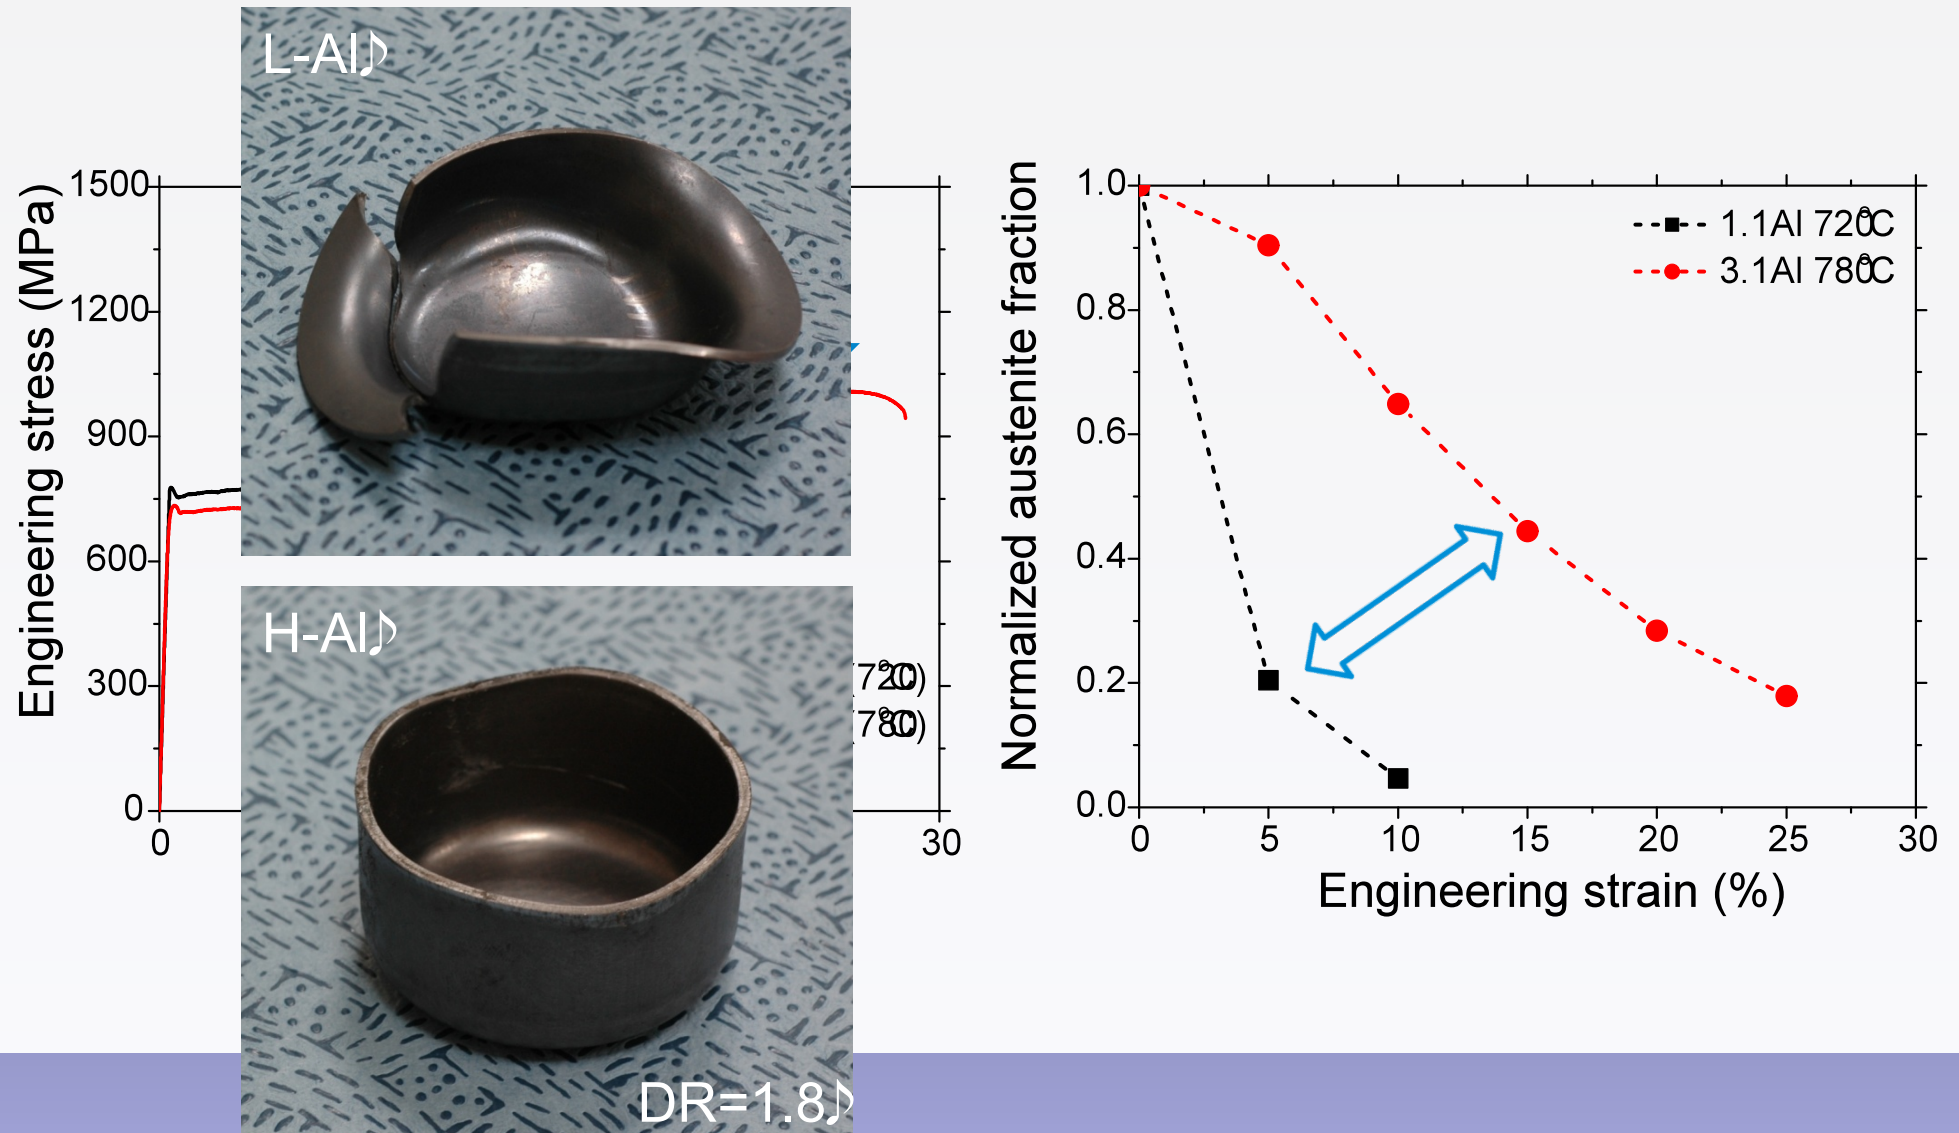 L-Al♪
Engineering stress (MPa)
1500
1200
900
600
300
0
0
30
(720°C)
(780°C)
H-Al♪
DR=1.8♪
Normalized austenite fraction
1.0
0.8
0.6
0.4
0.2
0.0
0
5
10
15
20
25
30
Engineering strain (%)
1.1Al 720°C
3.1Al 780°C